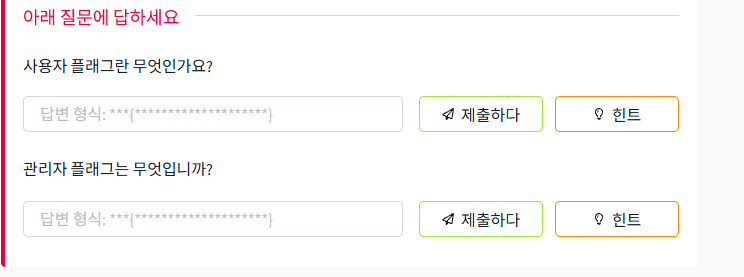 아래 질문에 답하세요
사용자 플래그란 무엇인가요?
답변 형식: ***{********************} 제출하다 힌트
관리자 플래그는 무엇입니까?
답변 형식: ***{********************} 제출하다 힌트